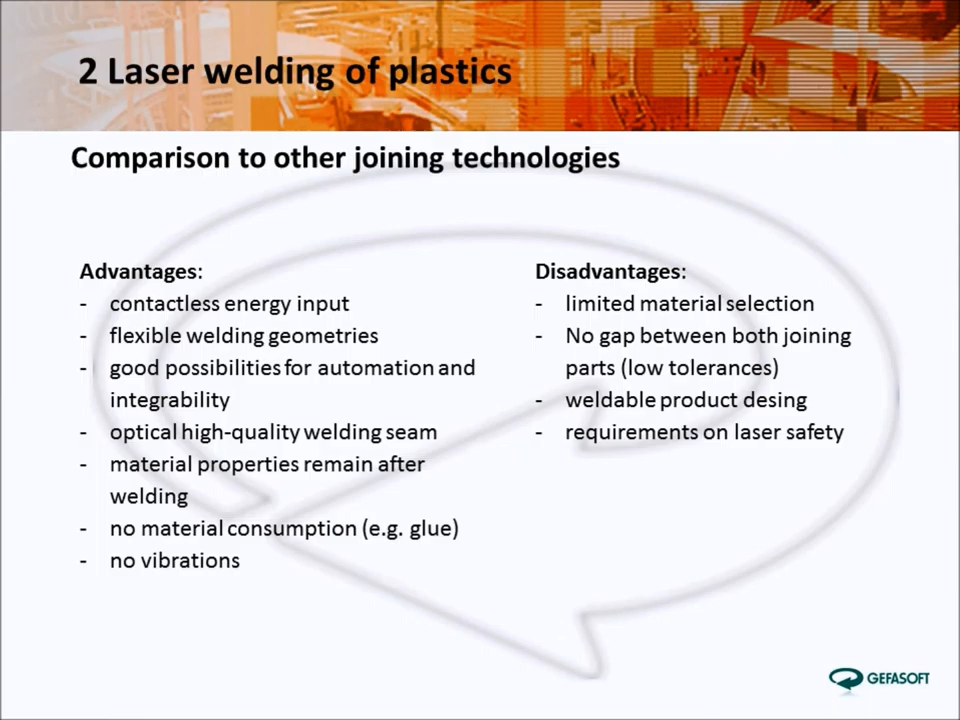 2 Laser welding of plastics
Comparison to other joining technologies
Advantages:
- contactless energy input
- flexible welding geometries
- good possibilities for automation and
integrability
- optical high-quality welding seam
- material properties remain after
welding
- no material consumption (e.g. glue)
- no vibrations
Disadvantages:
- limited material selection
- No gap between both joining
parts (low tolerances)
- weldable product desing
- requirements on laser safety
GEFASOFT